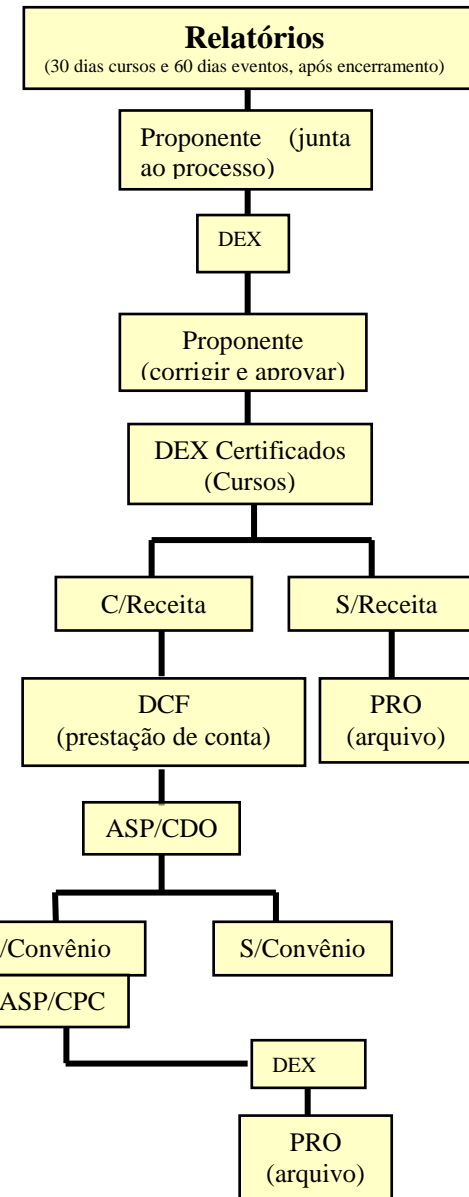 Relatórios
(30 dias cursos e 60 dias eventos, após encerramento)
Proponente (junta
ao processo)
DEX
Proponente
(corrigir e aprovar)
DEX Certificados
(Cursos)
C/Receita
S/Receita
DCF
(prestação de conta)
PRO
(arquivo)
ASP/CDO
/Convênio
S/Convênio
ASP/CPC
DEX
PRO
(arquivo)